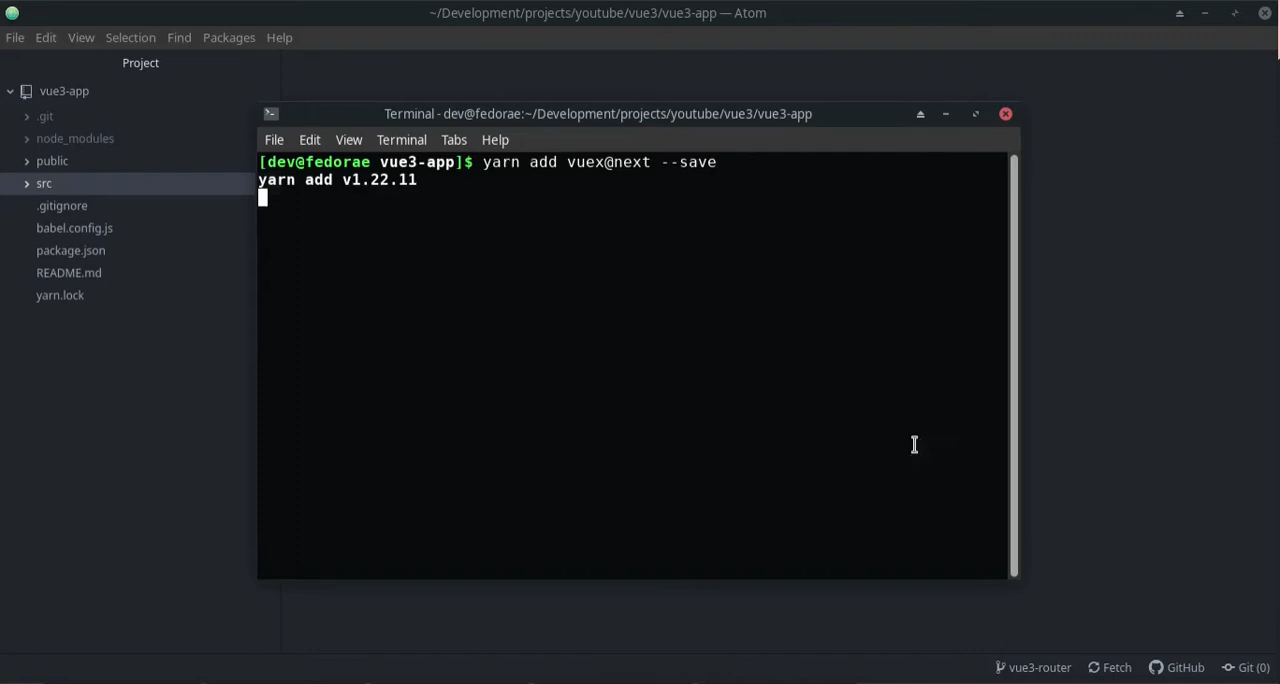 ~/Development/projects/youtube/vue3/vue3-app — Atom
File Edit View Selection Find Packages Help
Project
vue3-app
.git
node_modules
public
src
.gitignore
babel.config.js
package.json
README.md
yarn.lock
Terminal - dev@fedorae:~/Development/projects/youtube/vue3/vue3-app
File Edit View Terminal Tabs Help
[dev@fedorae vue3-app]$ yarn add vuex@next --save
yarn add v1.22.11
vue3-router Fetch GitHub Git (0)